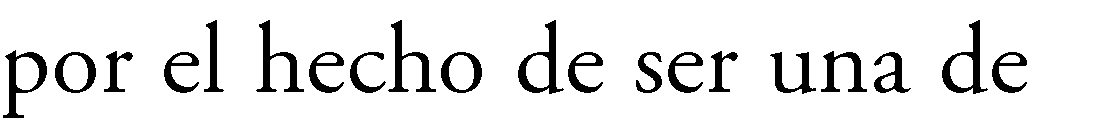 por el hecho de ser una de